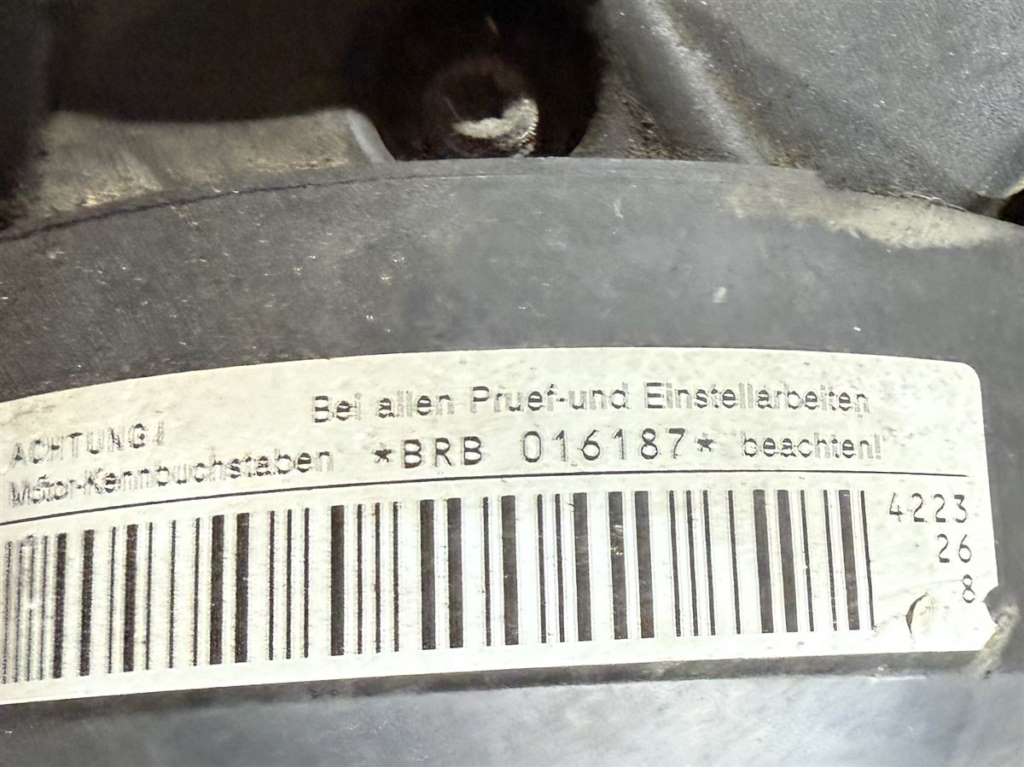 Bei allen Pruef-und Einstellarbeiten
ACHTUNG!
Motor-Kennbuchstaben *BRB 016187* beachten!
4223
26
8